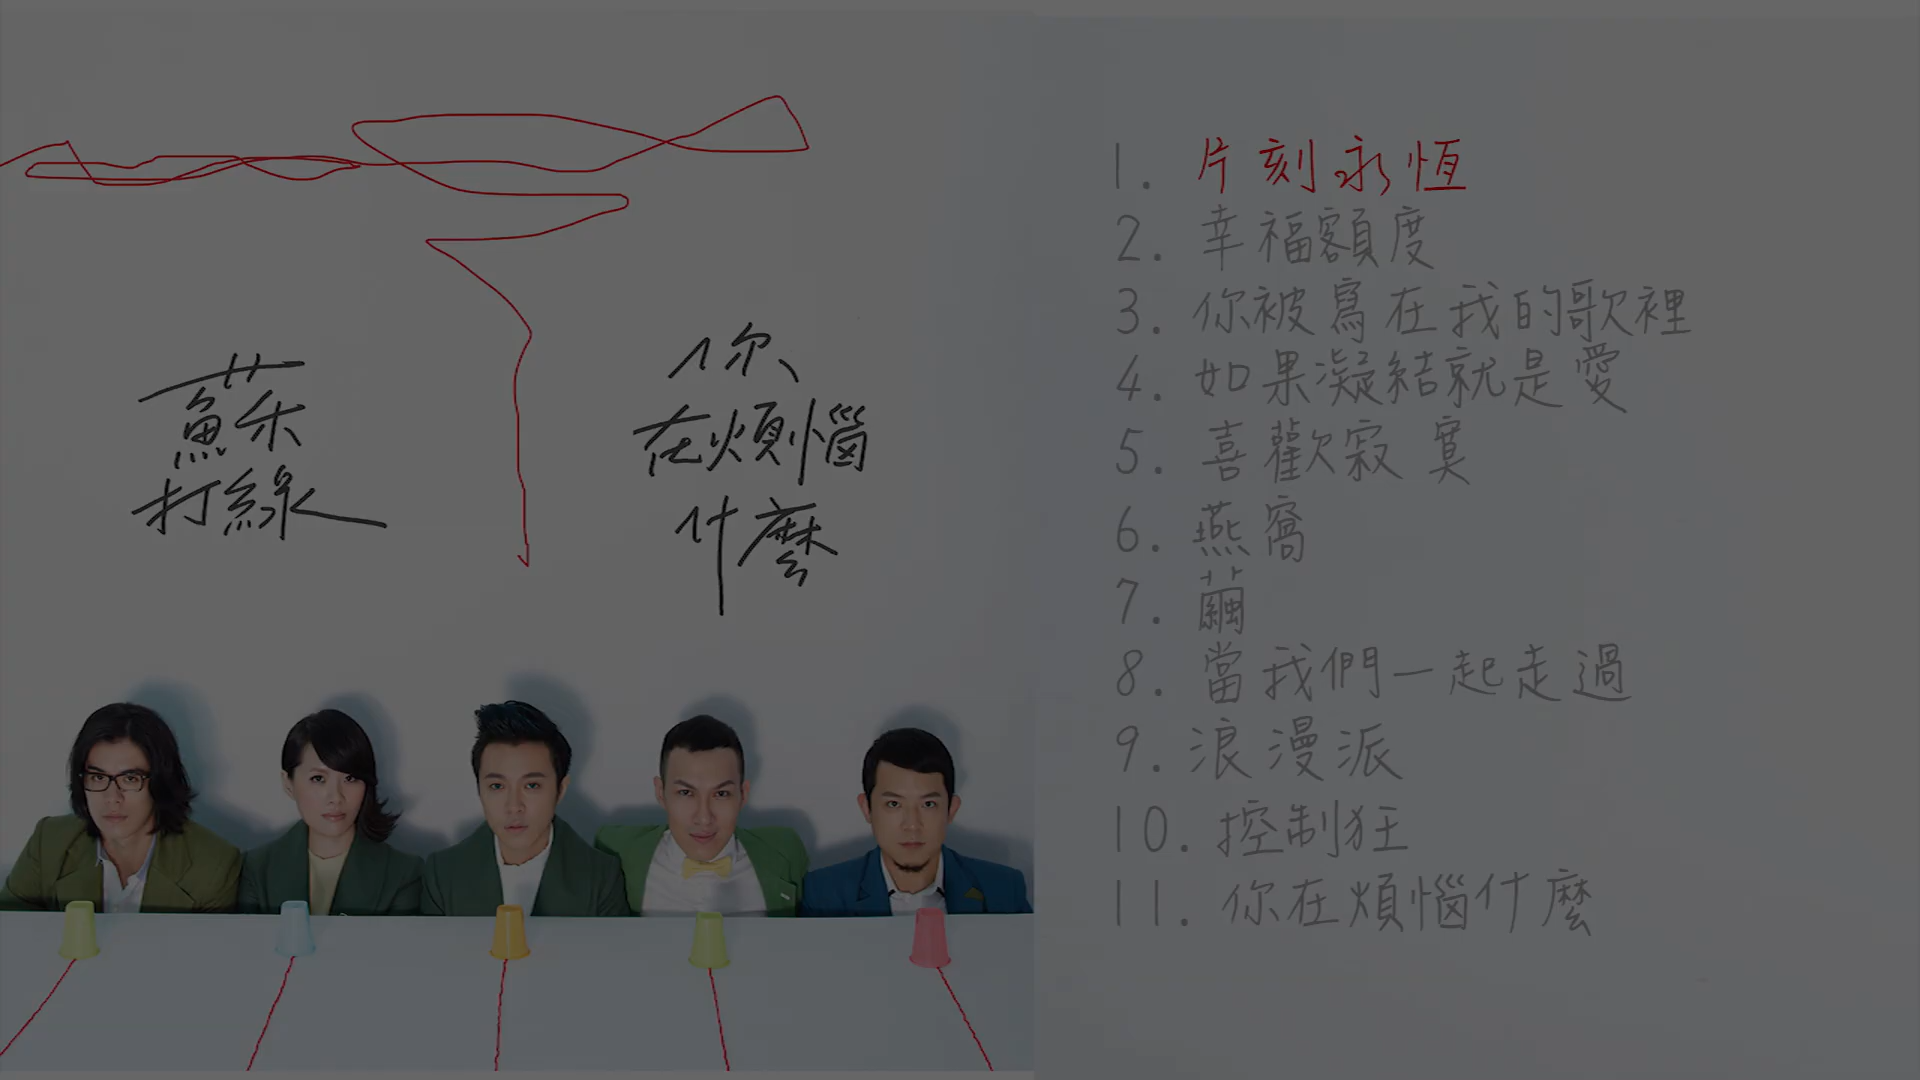 蘇
打綠
你
在煩惱
什麼
1. 片刻永恆
2. 幸福額度
3. 你被寫在我的歌裡
4. 如果凝結就是愛
5. 喜歡寂寞
6. 燕窩
7. 繭
8. 當我們一起走過
9. 浪漫派
10. 控制狂
11. 你在煩惱什麼